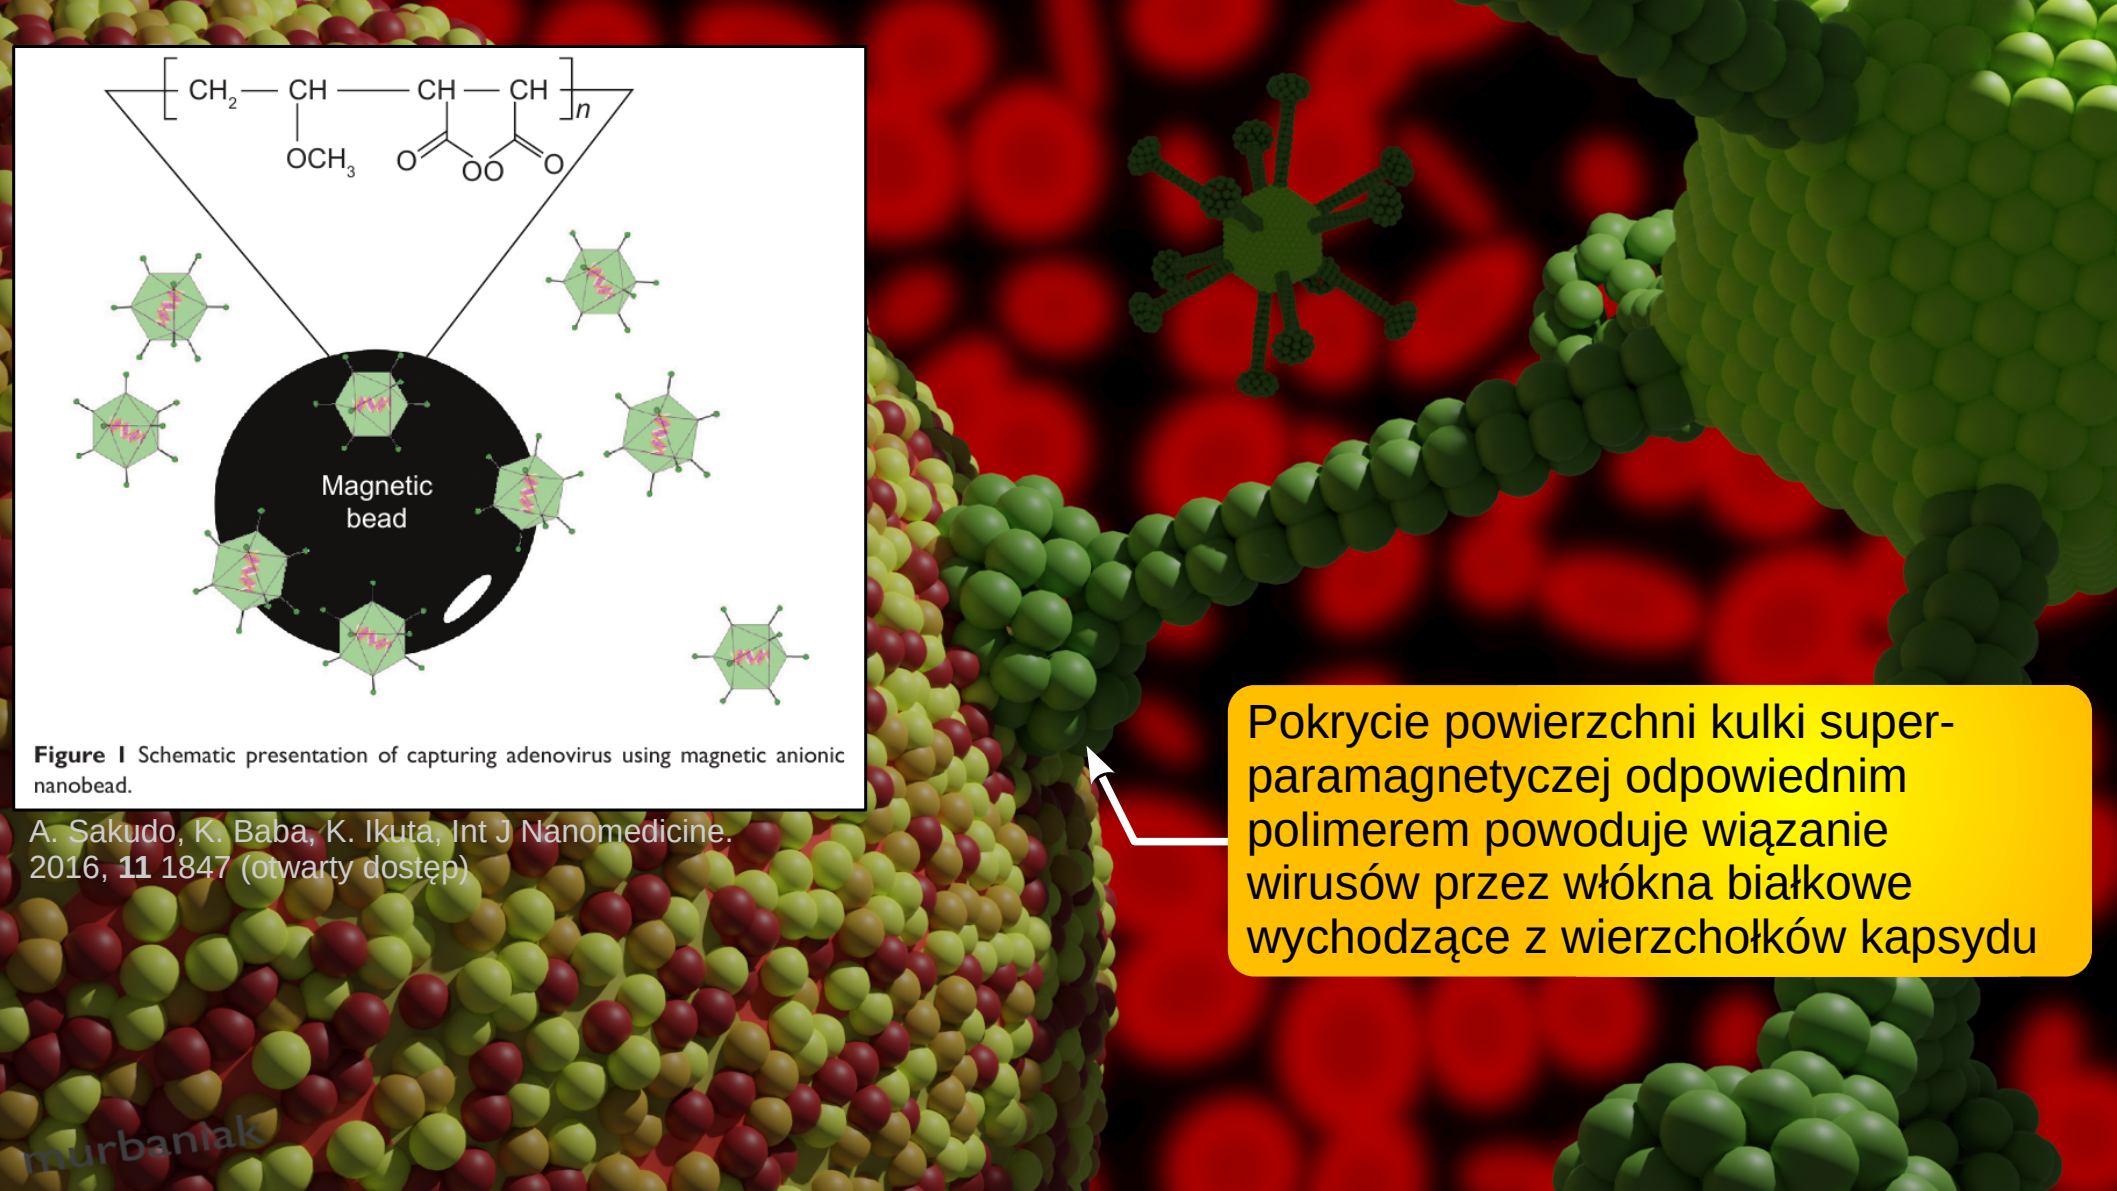 CH2 CH CH CH n
OCH3 O OO O
Magnetic
bead
Figure 1 Schematic presentation of capturing adenovirus using magnetic anionic
nanobead.
A. Sakudo, K. Baba, K. Ikuta, Int J Nanomedicine.
2016, 11 1847 (otwarty dostęp)
Pokrycie powierzchni kulki super-
paramagnetyczej odpowiednim
polimerem powoduje wiązanie
wirusów przez włókna białkowe
wychodzące z wierzchołków kapsydu
murbaniak